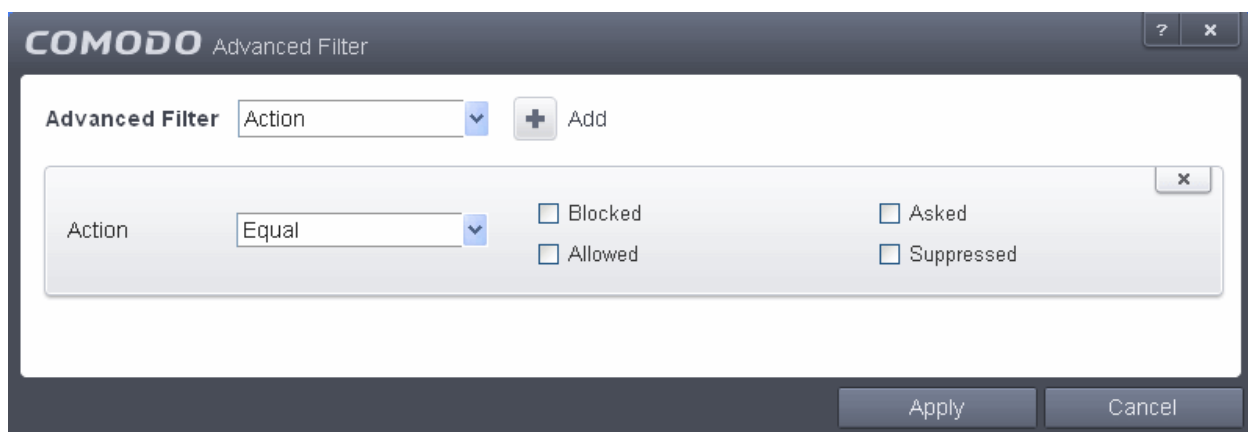 COMODO Advanced Filter ? x
Advanced Filter Action + Add
x
Action Equal Blocked Asked
Allowed Suppressed
Apply Cancel